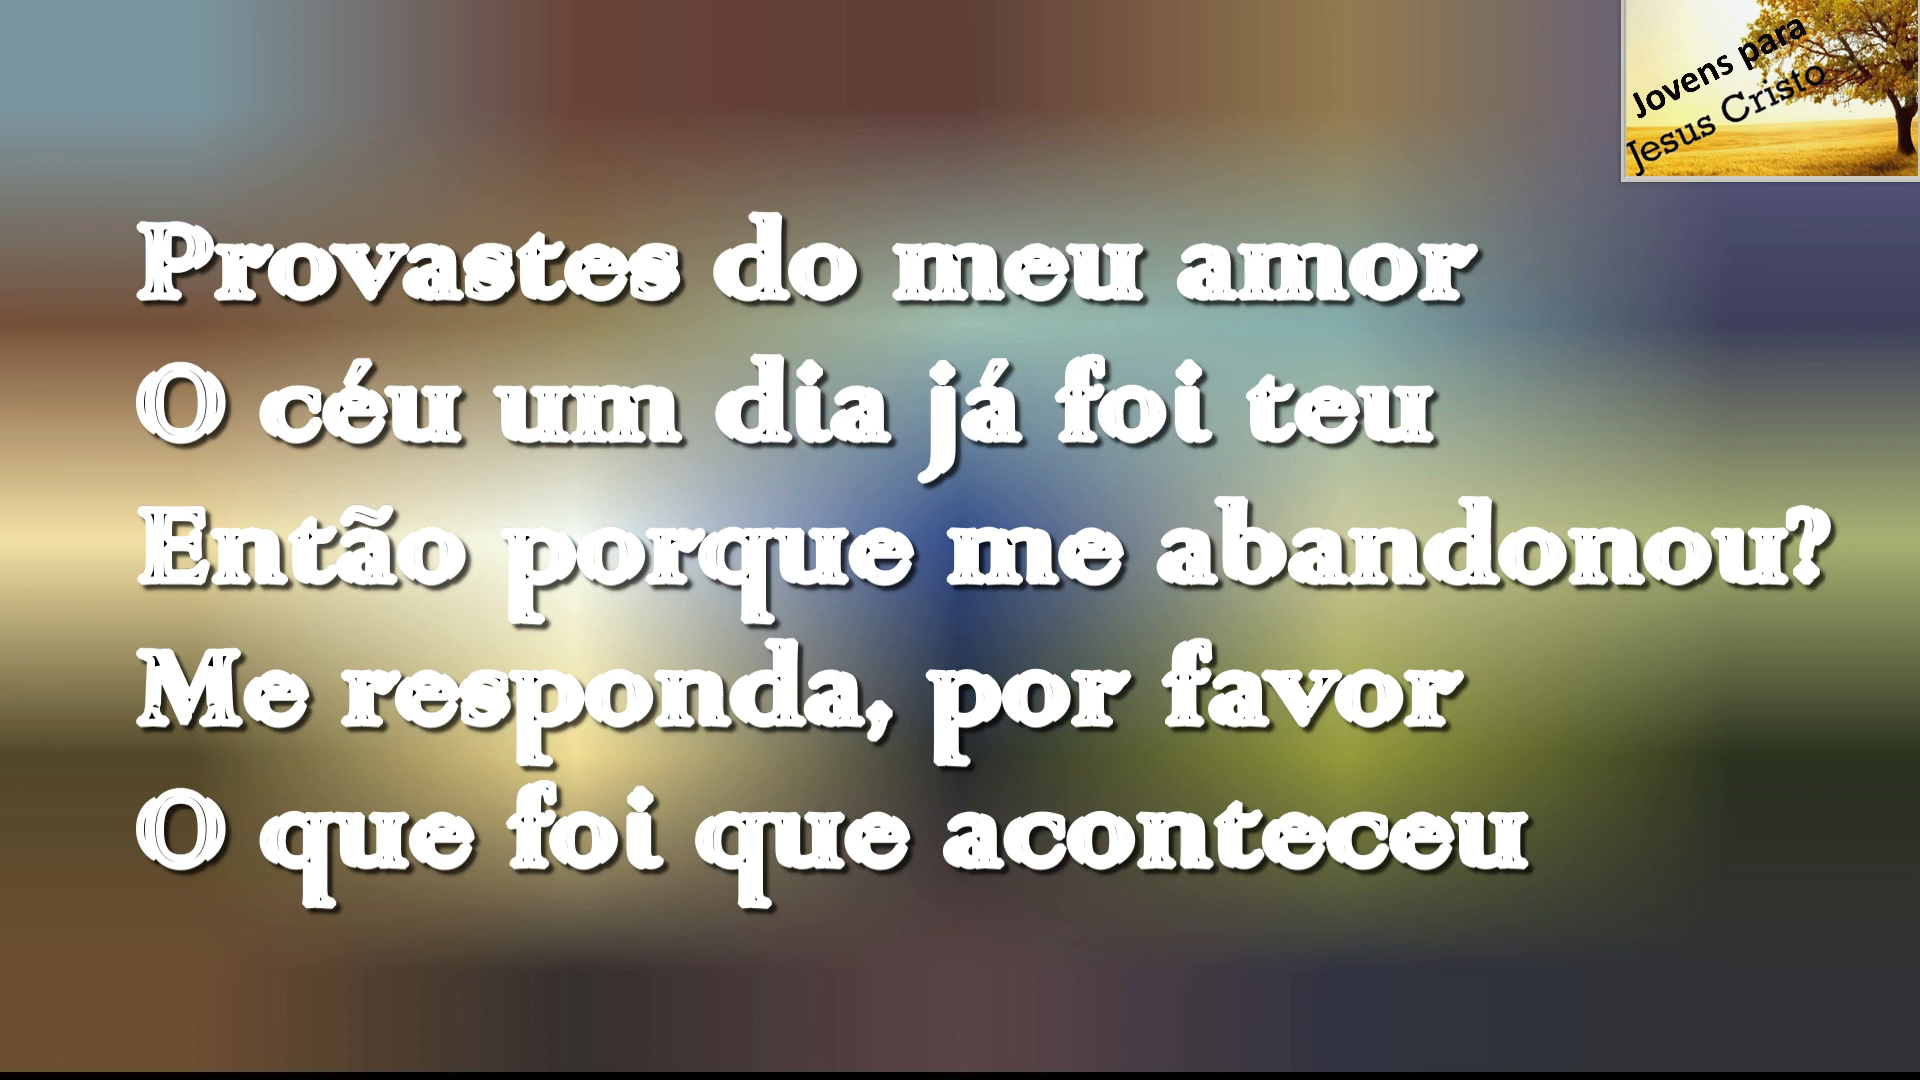 Jovens para
Jesus Cristo
Provastes do meu amor
O céu um dia já foi teu
Então porque me abandonou?
Me responda, por favor
O que foi que aconteceu